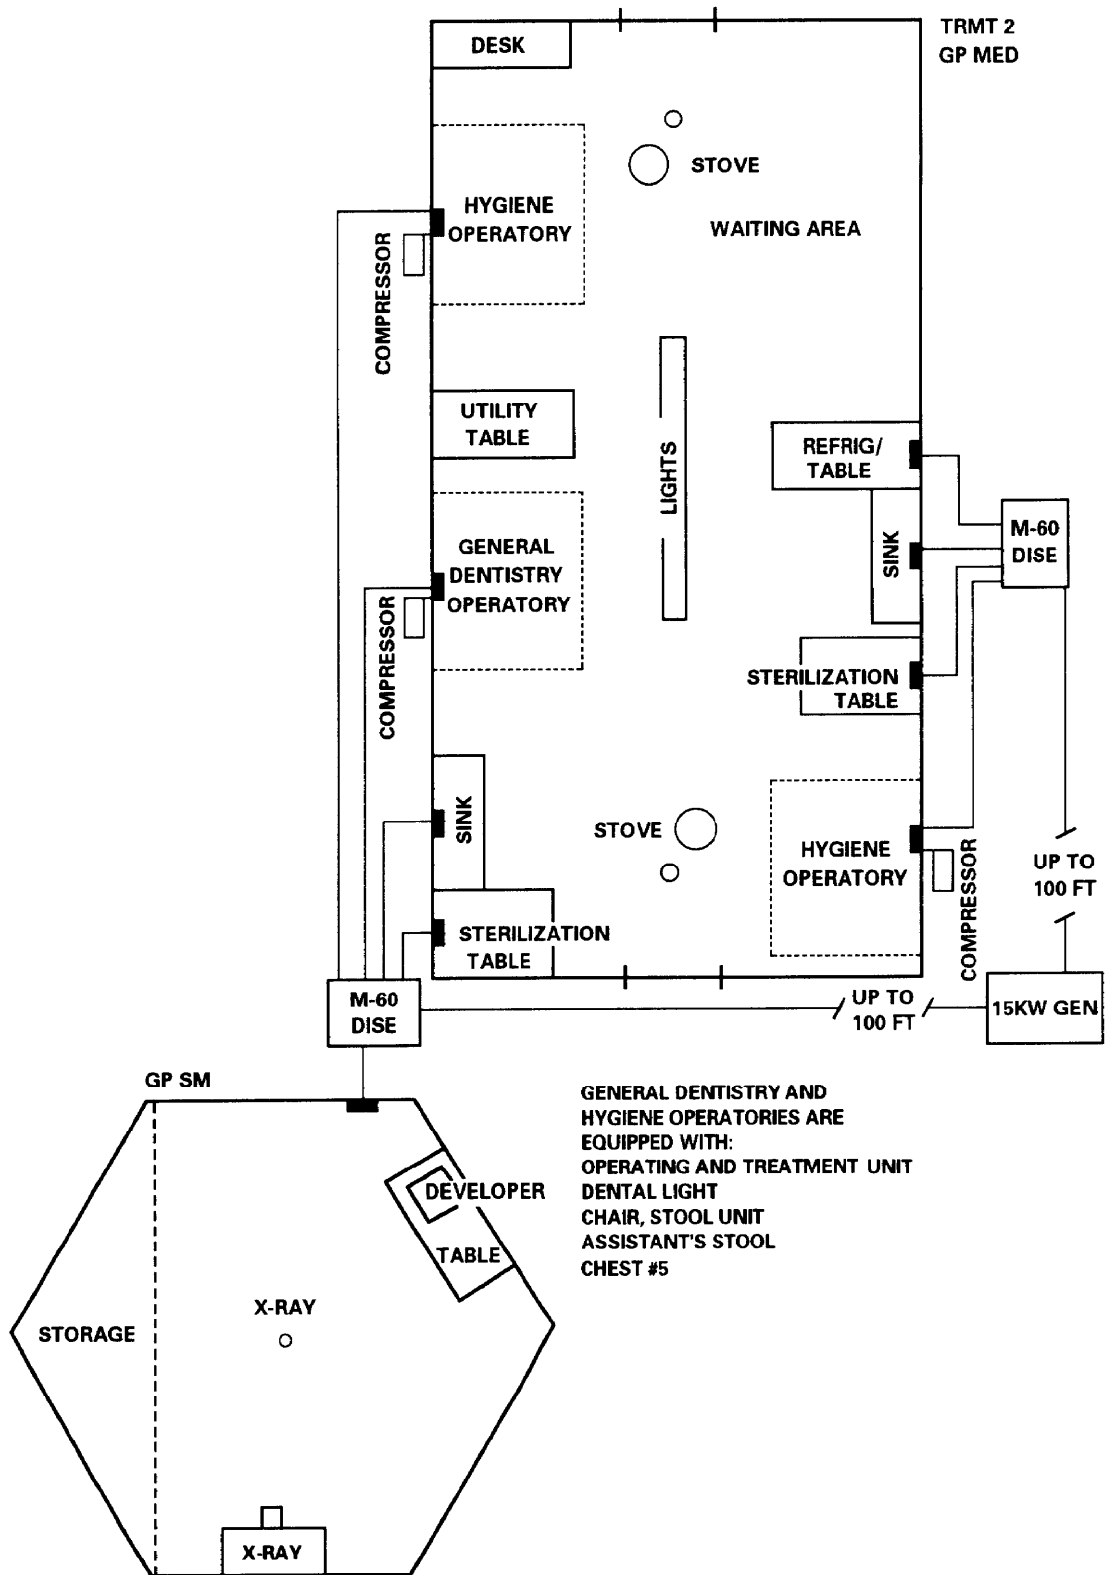 TRMT 2
GP MED
DESK
STOVE
HYGIENE
OPERATORY
WAITING AREA
COMPRESSOR
UTILITY
TABLE
LIGHTS
REFRIG/
TABLE
M-60
DISE
SINK
GENERAL
DENTISTRY
OPERATORY
COMPRESSOR
STERILIZATION
TABLE
SINK
STOVE
HYGIENE
OPERATORY
COMPRESSOR
UP TO
100 FT
STERILIZATION
TABLE
M-60
DISE
UP TO
100 FT
15KW GEN
GP SM
GENERAL DENTISTRY AND
HYGIENE OPERATORIES ARE
EQUIPPED WITH:
OPERATING AND TREATMENT UNIT
DENTAL LIGHT
CHAIR, STOOL UNIT
ASSISTANT'S STOOL
CHEST #5
DEVELOPER
TABLE
X-RAY
STORAGE
X-RAY